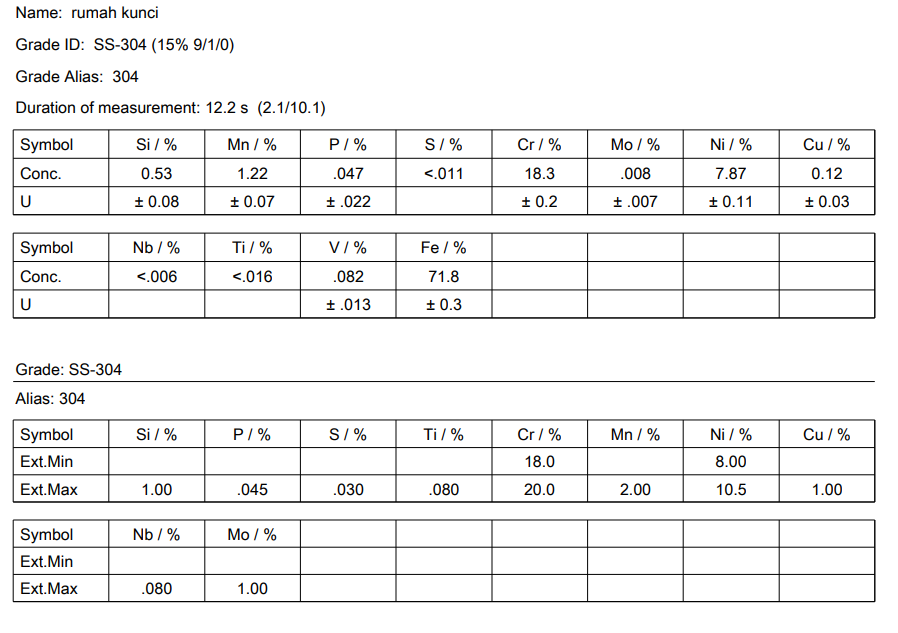 Name: rumah kunci
Grade ID: SS-304 (15% 9/1/0)
Grade Alias: 304
Duration of measurement: 12.2 s (2.1/10.1)
Symbol Si / % Mn / % P / % S / % Cr / % Mo / % Ni / % Cu / %
Conc. 0.53 1.22 .047 <.011 18.3 .008 7.87 0.12
U ± 0.08 ± 0.07 ± .022 ± 0.2 ± .007 ± 0.11 ± 0.03
Symbol Nb / % Ti / % V / % Fe / %
Conc. <.006 <.016 .082 71.8
U ± .013 ± 0.3
Grade: SS-304
Alias: 304
Symbol Si / % P / % S / % Ti / % Cr / % Mn / % Ni / % Cu / %
Ext.Min 18.0 8.00
Ext.Max 1.00 .045 .030 .080 20.0 2.00 10.5 1.00
Symbol Nb / % Mo / %
Ext.Min
Ext.Max .080 1.00